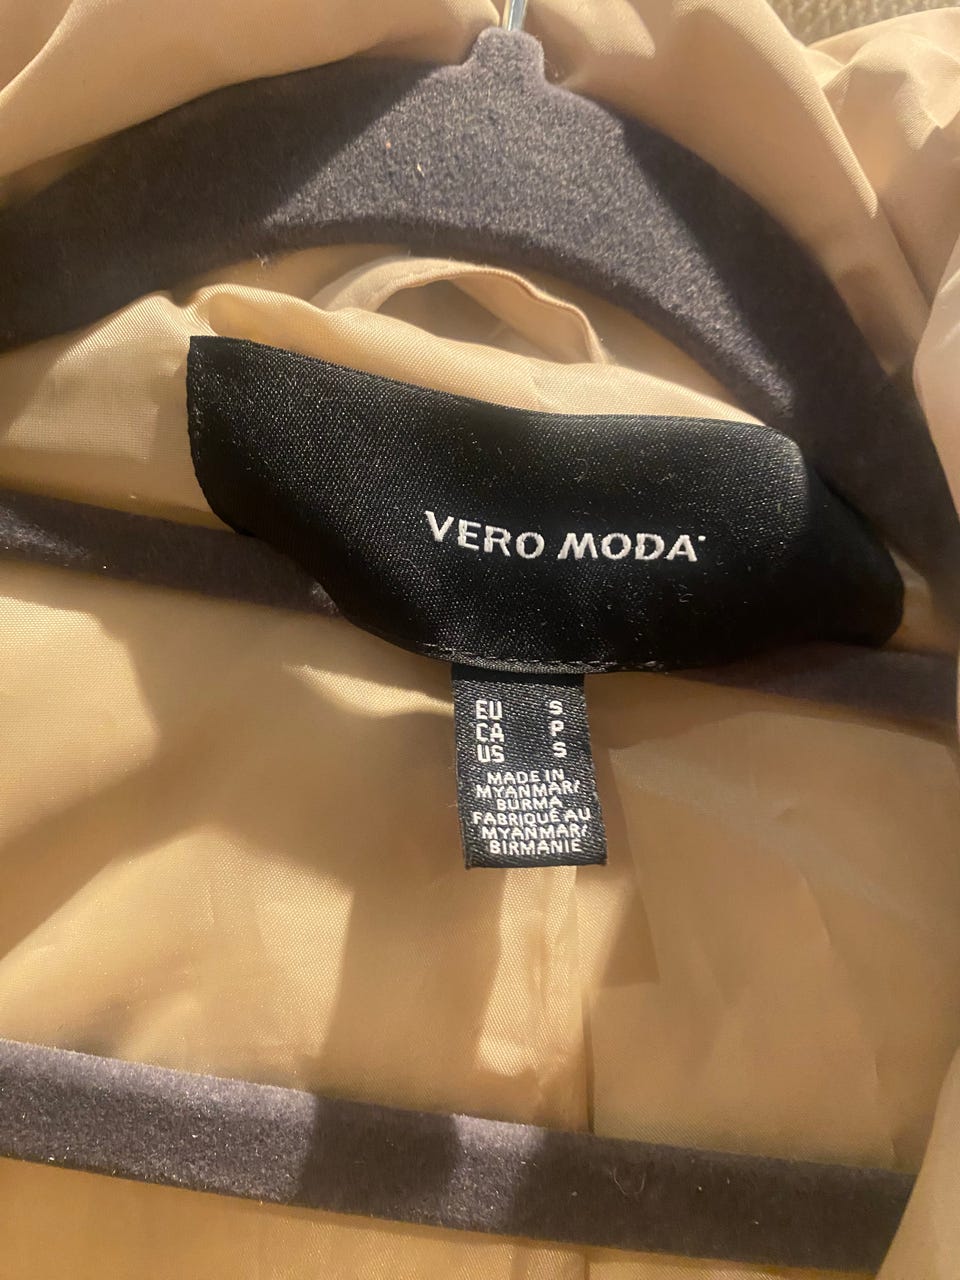 VERO MODA
EU S
CA P
US S
MADE IN
MYANMAR/
BURMA
FABRIQUÉ AU
MYANMAR/
BIRMANIE